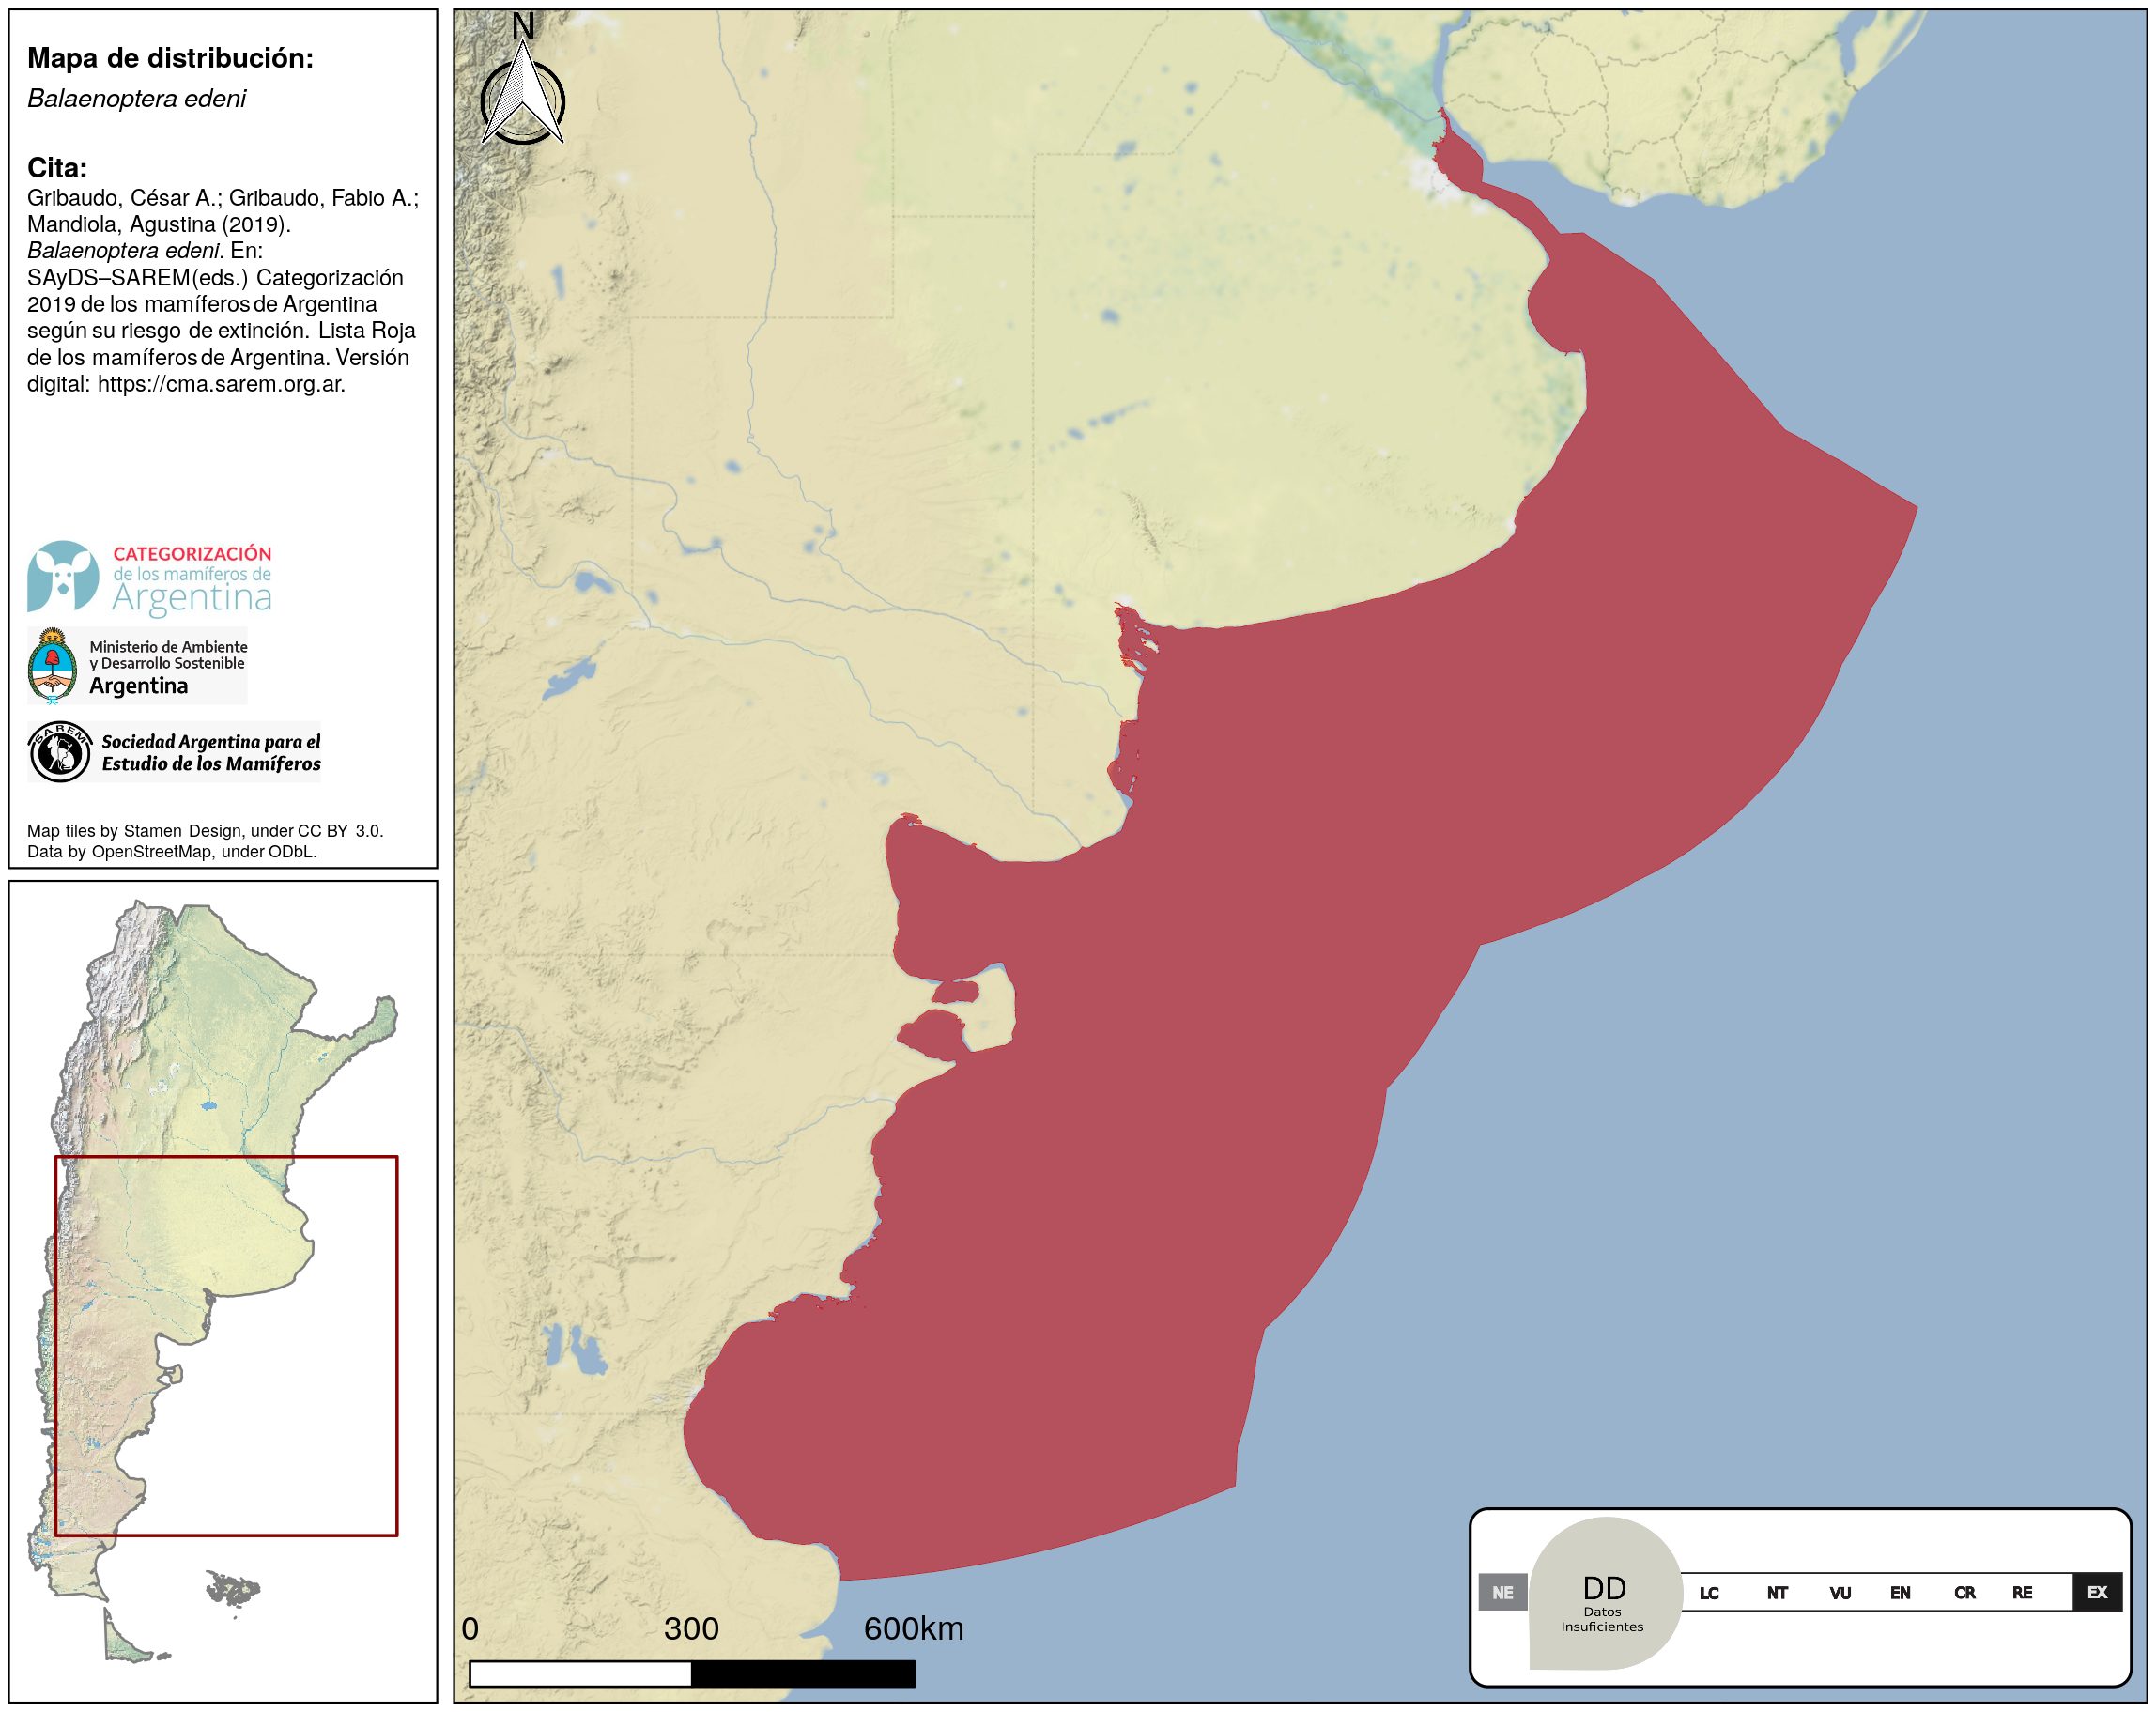 Mapa de distribución:
Balaenoptera edeni
Cita:
Gribaudo, César A.; Gribaudo, Fabio A.;
Mandiola, Agustina (2019).
Balaenoptera edeni. En:
SAyDS–SAREM(eds.) Categorización
2019 de los mamíferos de Argentina
según su riesgo de extinción. Lista Roja
de los mamíferos de Argentina. Versión
digital: https://cma.sarem.org.ar.
CATEGORIZACIÓN
de los mamíferos de
Argentina
Ministerio de Ambiente
y Desarrollo Sostenible
Argentina
SAREM
Sociedad Argentina para el
Estudio de los Mamíferos
Map tiles by Stamen Design, under CC BY 3.0.
Data by OpenStreetMap, under ODbL.
N
0 300 600km
NE DD LC NT VU EN CR RE EX
Datos
Insuficientes